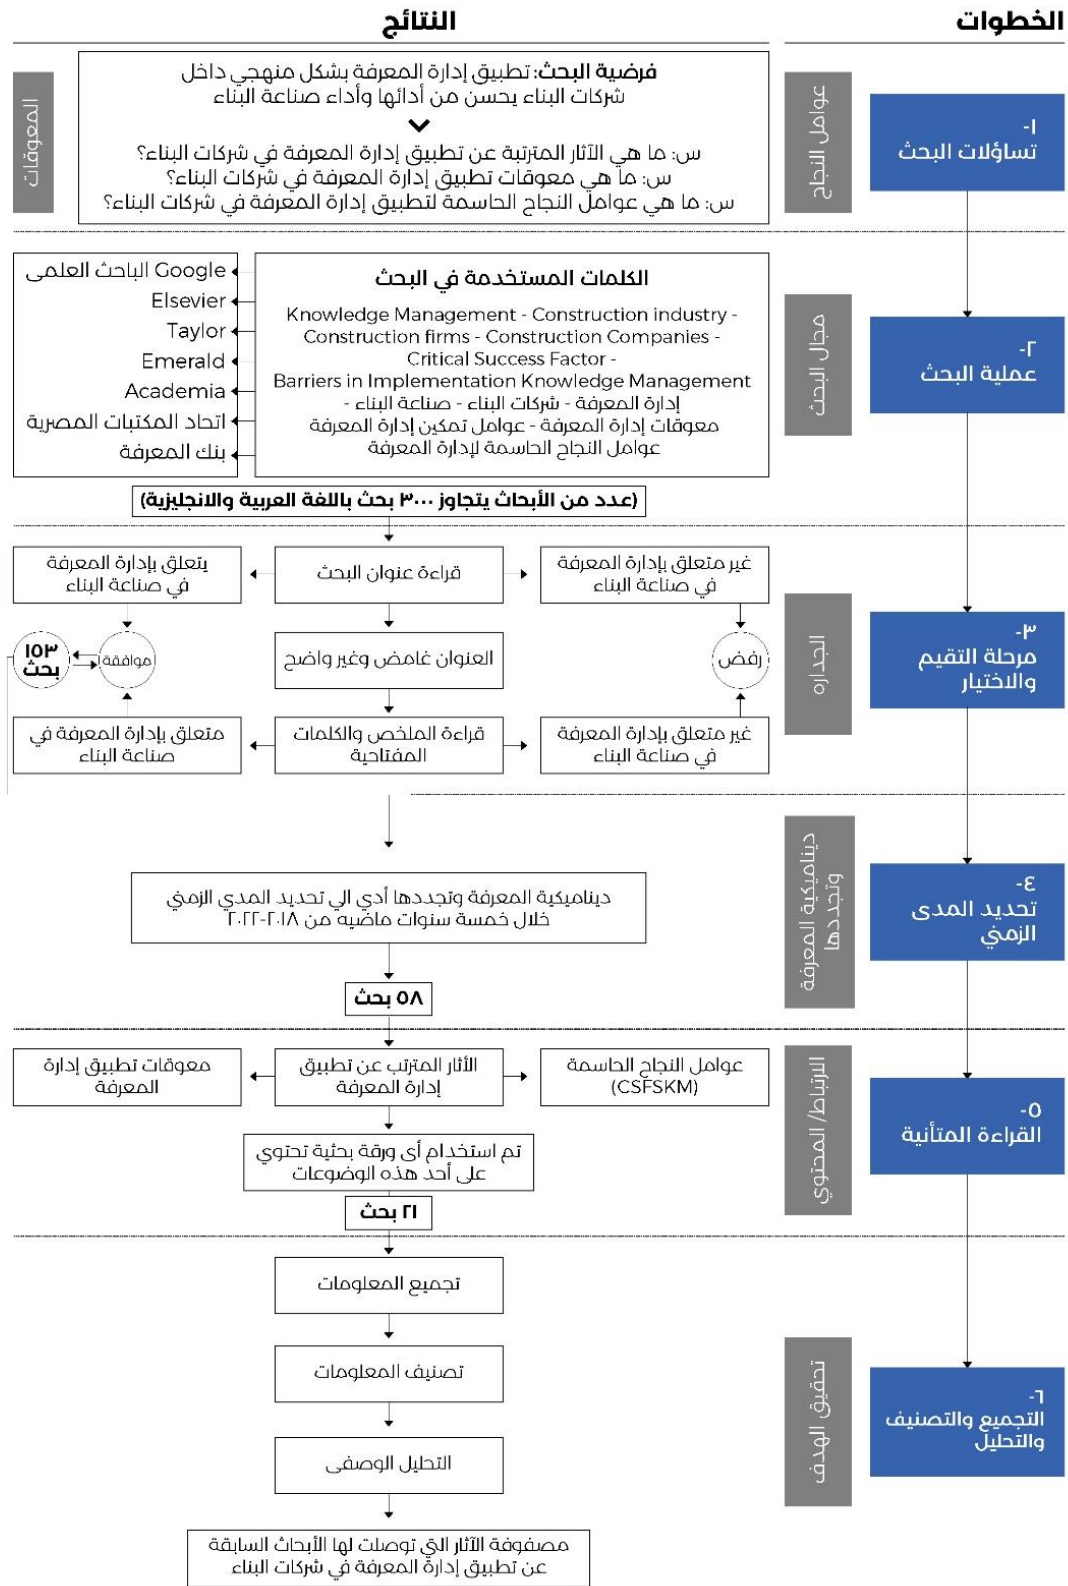 الخطوات
النتائج
١-
تساؤلات البحث
عوامل النجاح
فرضية البحث: تطبيق إدارة المعرفة بشكل منهجي داخل
شركات البناء يحسن من أدائها وأداء صناعة البناء
س: ما هي الآثار المترتبة عن تطبيق إدارة المعرفة في شركات البناء؟
س: ما هي معوقات تطبيق إدارة المعرفة في شركات البناء؟
س: ما هي عوامل النجاح الحاسمة لتطبيق إدارة المعرفة في شركات البناء؟
المعوقات
٢-
عملية البحث
مجال البحث
الكلمات المستخدمة في البحث
Knowledge Management - Construction industry -
Construction firms - Construction Companies -
Critical Success Factor -
Barriers in Implementation Knowledge Management
إدارة المعرفة - شركات البناء - صناعة البناء -
معوقات إدارة المعرفة - عوامل تمكين إدارة المعرفة
عوامل النجاح الحاسمة لإدارة المعرفة
Google الباحث العلمى
Elsevier
Taylor
Emerald
Academia
اتحاد المكتبات المصرية
بنك المعرفة
(عدد من الأبحاث يتجاوز ٣٠٠٠ بحث باللغة العربية والانجليزية)
٣-
مرحلة التقيم
والاختيار
الجداره
غير متعلق بإدارة المعرفة
في صناعة البناء
قراءة عنوان البحث
يتعلق بإدارة المعرفة
في صناعة البناء
رفض
العنوان غامض وغير واضح
موافقة
١٥٣
بحث
غير متعلق بإدارة المعرفة
في صناعة البناء
قراءة الملخص والكلمات
المفتاحية
متعلق بإدارة المعرفة في
صناعة البناء
٤-
تحديد المدى
الزمني
ديناميكية المعرفة
وتجددها
ديناميكية المعرفة وتجددها أدي الي تحديد المدي الزمني
خلال خمسة سنوات ماضيه من ٢٠١٨-٢٠٢٢
٥٨ بحث
٥-
القراءة المتأنية
الارتباط/ المحتوي
عوامل النجاح الحاسمة
(CSFSKM)
الأثار المترتب عن تطبيق
إدارة المعرفة
معوقات تطبيق إدارة
المعرفة
تم استخدام أى ورقة بحثية تحتوي
على أحد هذه الوضوعات
٢١ بحث
٦-
التجميع والتصنيف
والتحليل
تحقيق الهدف
تجميع المعلومات
تصنيف المعلومات
التحليل الوصفى
مصفوفة الآثار التي توصلت لها الأبحاث السابقة
عن تطبيق إدارة المعرفة في شركات البناء